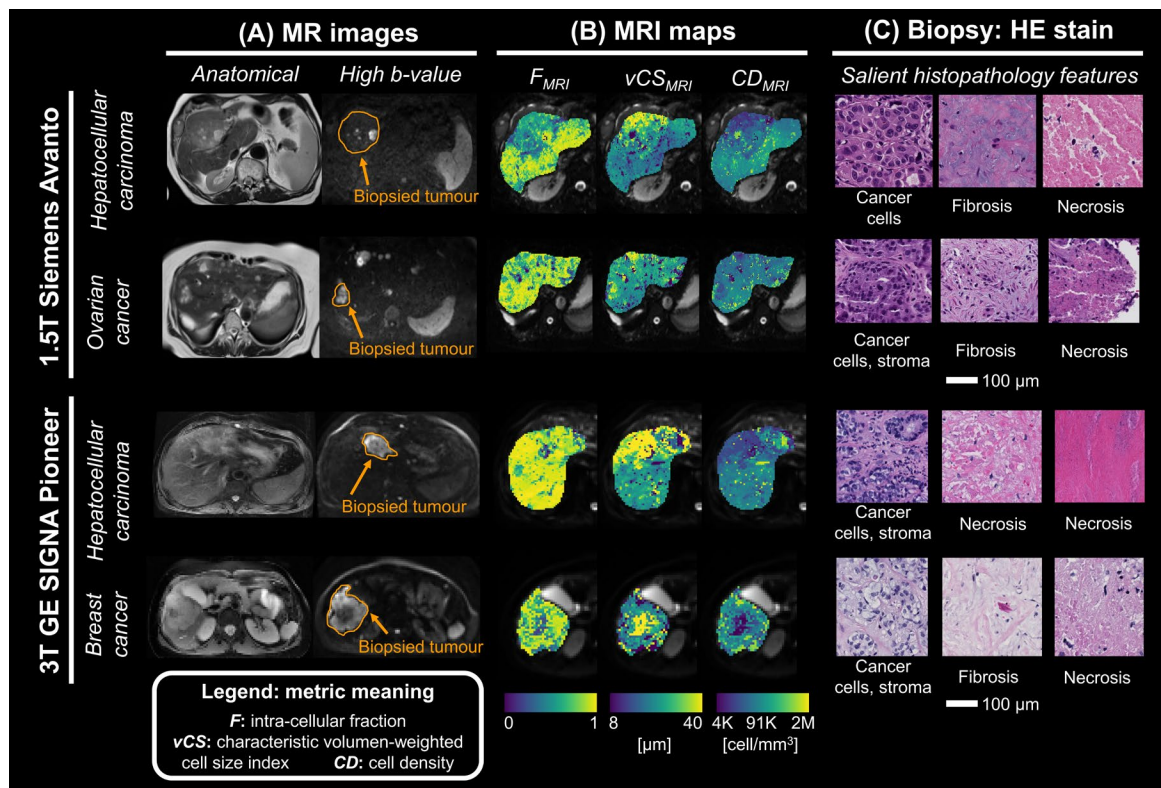 (A) MR images
(B) MRI maps
(C) Biopsy: HE stain
Anatomical
High b-value
F_MRI
vCS_MRI
CD_MRI
Salient histopathology features
1.5T Siemens Avanto
Hepatocellular
carcinoma
Biopsied tumour
Cancer
cells
Fibrosis
Necrosis
Ovarian
cancer
Biopsied tumour
Cancer
cells, stroma
Fibrosis
Necrosis
100 µm
3T GE SIGNA Pioneer
Hepatocellular
carcinoma
Biopsied tumour
Cancer
cells, stroma
Necrosis
Necrosis
Breast
cancer
Biopsied tumour
Cancer
cells, stroma
Fibrosis
Necrosis
100 µm
Legend: metric meaning
F: intra-cellular fraction
vCS: characteristic volumen-weighted
cell size index CD: cell density
0 1
8 40
[µm]
4K 91K 2M
[cell/mm³]